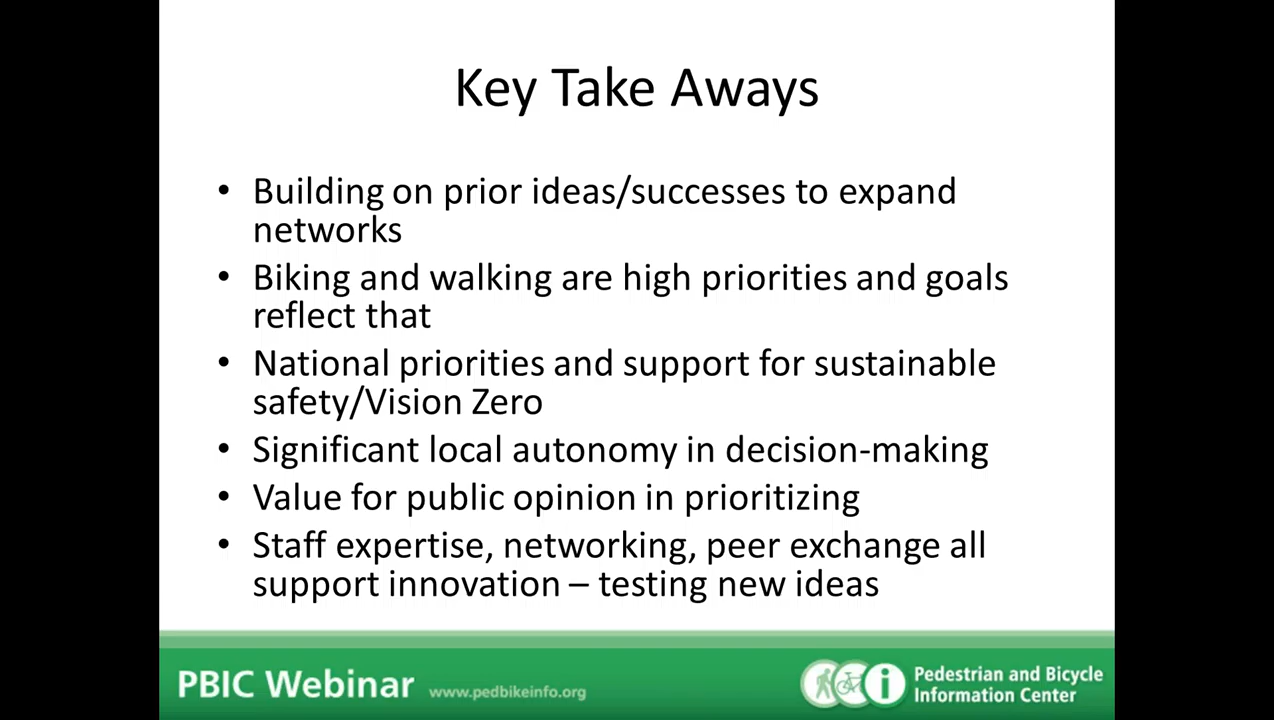 Key Take Aways
• Building on prior ideas/successes to expand
networks
• Biking and walking are high priorities and goals
reflect that
• National priorities and support for sustainable
safety/Vision Zero
• Significant local autonomy in decision-making
• Value for public opinion in prioritizing
• Staff expertise, networking, peer exchange all
support innovation – testing new ideas
PBIC Webinar www.pedbikeinfo.org
i
Pedestrian and Bicycle
Information Center